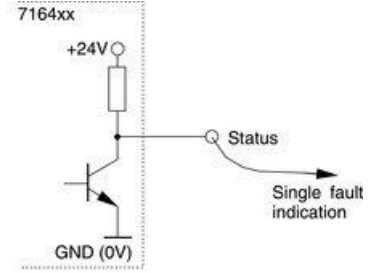 7164xx
+24V
Status
Single fault
indication
GND (0V)